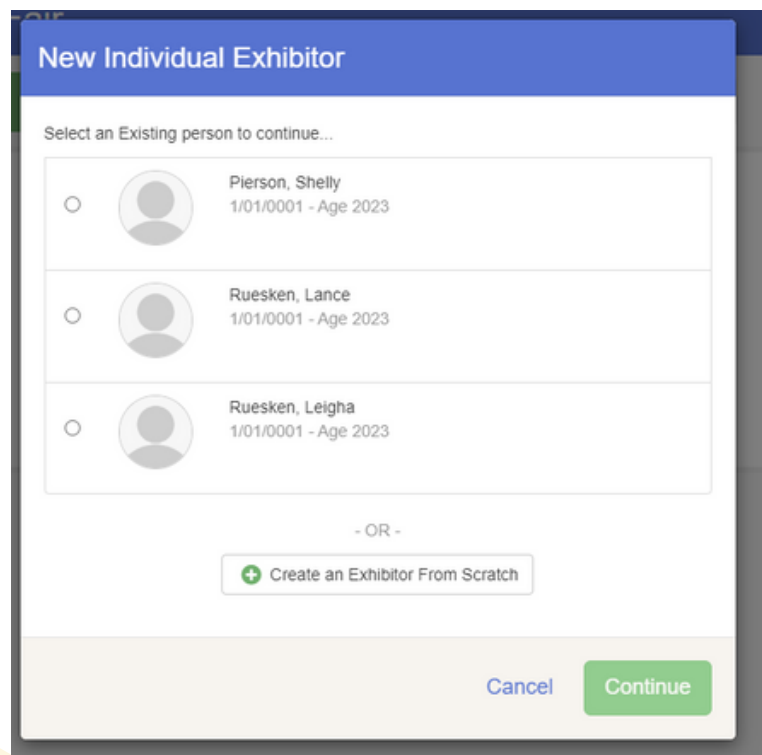 New Individual Exhibitor
Select an Existing person to continue...
Pierson, Shelly
1/01/0001 - Age 2023
Ruesken, Lance
1/01/0001 - Age 2023
Ruesken, Leigha
1/01/0001 - Age 2023
- OR -
Create an Exhibitor From Scratch
Cancel
Continue